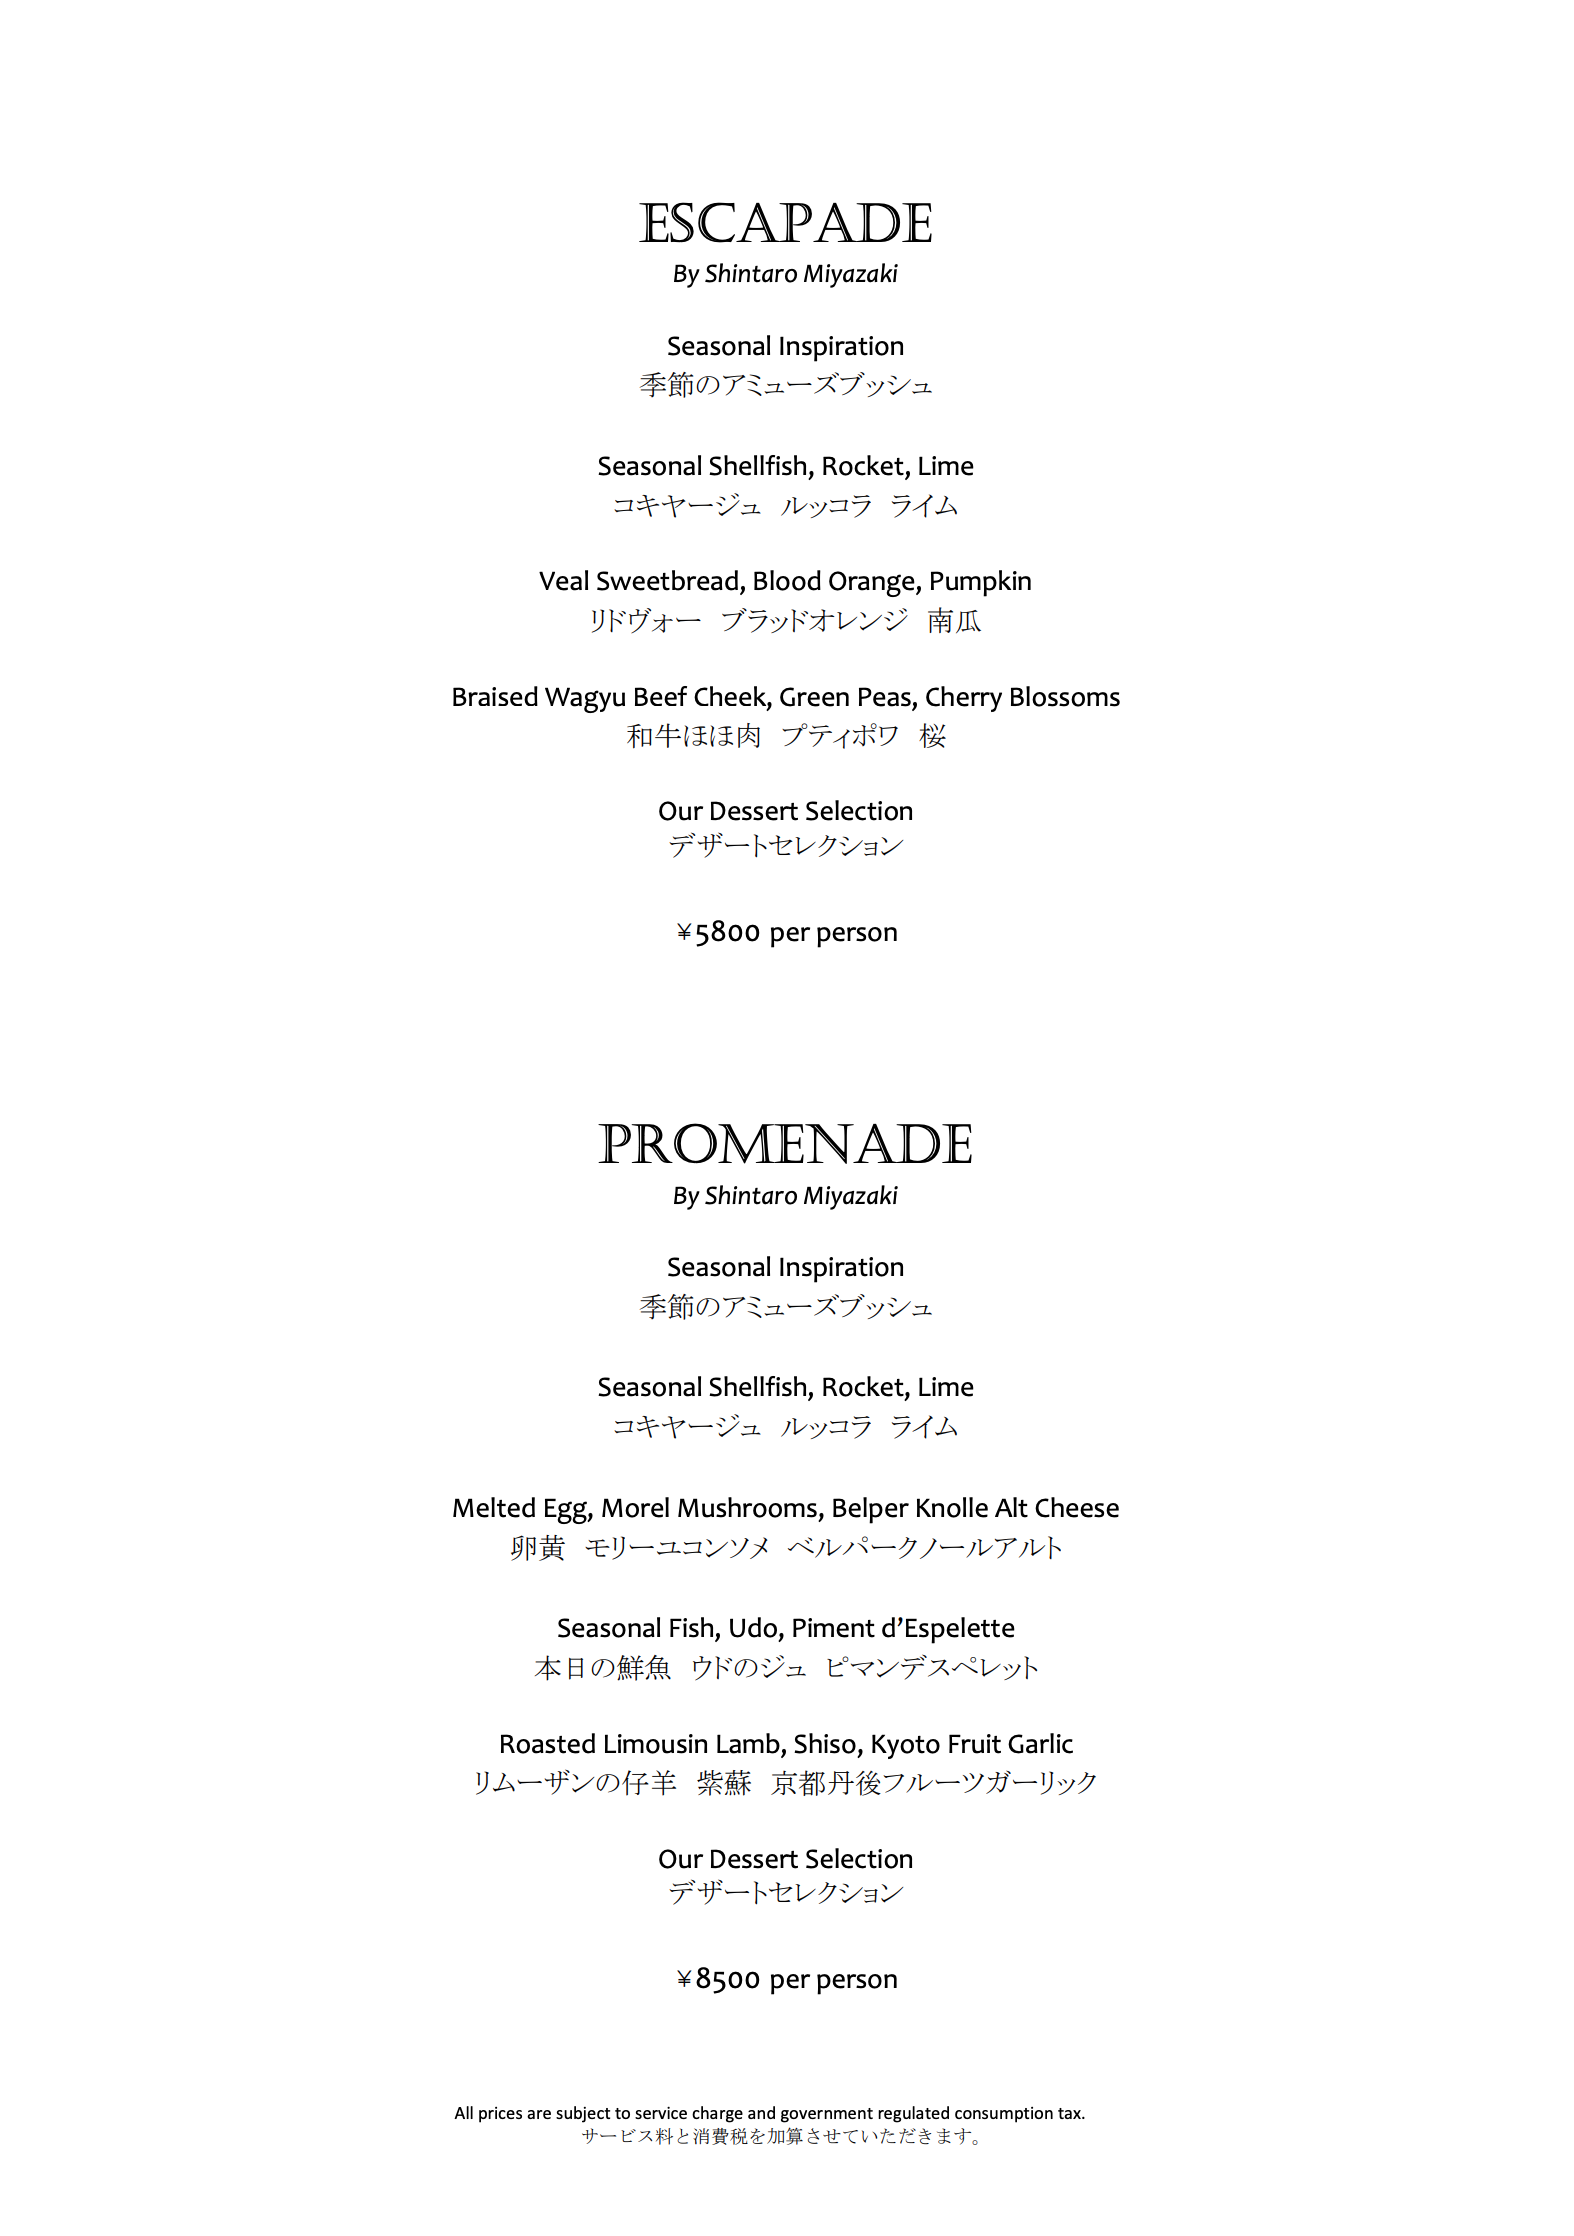 ESCAPADE
By Shintaro Miyazaki
Seasonal Inspiration
季節のアミューズブッシュ
Seasonal Shellfish, Rocket, Lime
コキヤージュ　ルッコラ　ライム
Veal Sweetbread, Blood Orange, Pumpkin
リドヴォー　ブラッドオレンジ　南瓜
Braised Wagyu Beef Cheek, Green Peas, Cherry Blossoms
和牛ほほ肉　プティポワ　桜
Our Dessert Selection
デザートセレクション
￥5800 per person
PROMENADE
By Shintaro Miyazaki
Seasonal Inspiration
季節のアミューズブッシュ
Seasonal Shellfish, Rocket, Lime
コキヤージュ　ルッコラ　ライム
Melted Egg, Morel Mushrooms, Belper Knolle Alt Cheese
卵黄　モリーユコンソメ　ベルパークノールアルト
Seasonal Fish, Udo, Piment d’Espelette
本日の鮮魚　ウドのジュ　ピマンデスペレット
Roasted Limousin Lamb, Shiso, Kyoto Fruit Garlic
リムーザンの仔羊　紫蘇　京都丹後フルーツガーリック
Our Dessert Selection
デザートセレクション
￥8500 per person
All prices are subject to service charge and government regulated consumption tax.
サービス料と消費税を加算させていただきます。